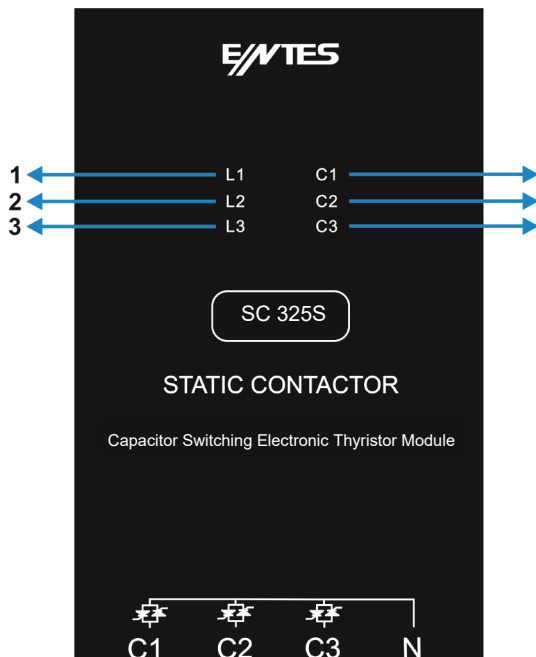 ENTES
1 L1 C1
2 L2 C2
3 L3 C3
SC 325S
STATIC CONTACTOR
Capacitor Switching Electronic Thyristor Module
C1 C2 C3 N